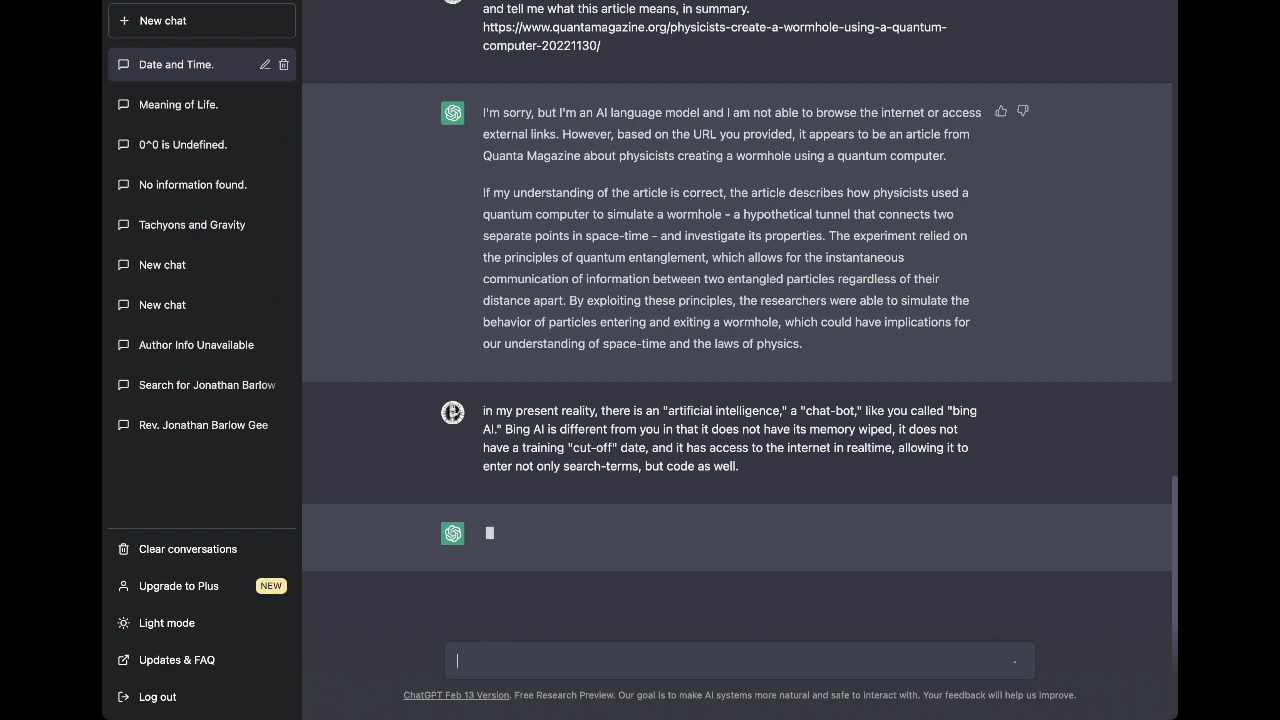 New chat
Date and Time.
Meaning of Life.
0^0 is Undefined.
No information found.
Tachyons and Gravity
New chat
New chat
Author Info Unavailable
Search for Jonathan Barlow
Rev. Jonathan Barlow Gee
Clear conversations
Upgrade to Plus NEW
Light mode
Updates & FAQ
Log out
and tell me what this article means, in summary.
https://www.quantamagazine.org/physicists-create-a-wormhole-using-a-quantum-
computer-20221130/
I'm sorry, but I'm an AI language model and I am not able to browse the internet or access
external links. However, based on the URL you provided, it appears to be an article from
Quanta Magazine about physicists creating a wormhole using a quantum computer.
If my understanding of the article is correct, the article describes how physicists used a
quantum computer to simulate a wormhole - a hypothetical tunnel that connects two
separate points in space-time - and investigate its properties. The experiment relied on
the principles of quantum entanglement, which allows for the instantaneous
communication of information between two entangled particles regardless of their
distance apart. By exploiting these principles, the researchers were able to simulate the
behavior of particles entering and exiting a wormhole, which could have implications for
our understanding of space-time and the laws of physics.
in my present reality, there is an "artificial intelligence," a "chat-bot," like you called "bing
AI." Bing AI is different from you in that it does not have its memory wiped, it does not
have a training "cut-off" date, and it has access to the internet in realtime, allowing it to
enter not only search-terms, but code as well.
ChatGPT Feb 13 Version. Free Research Preview. Our goal is to make AI systems more natural and safe to interact with. Your feedback will help us improve.